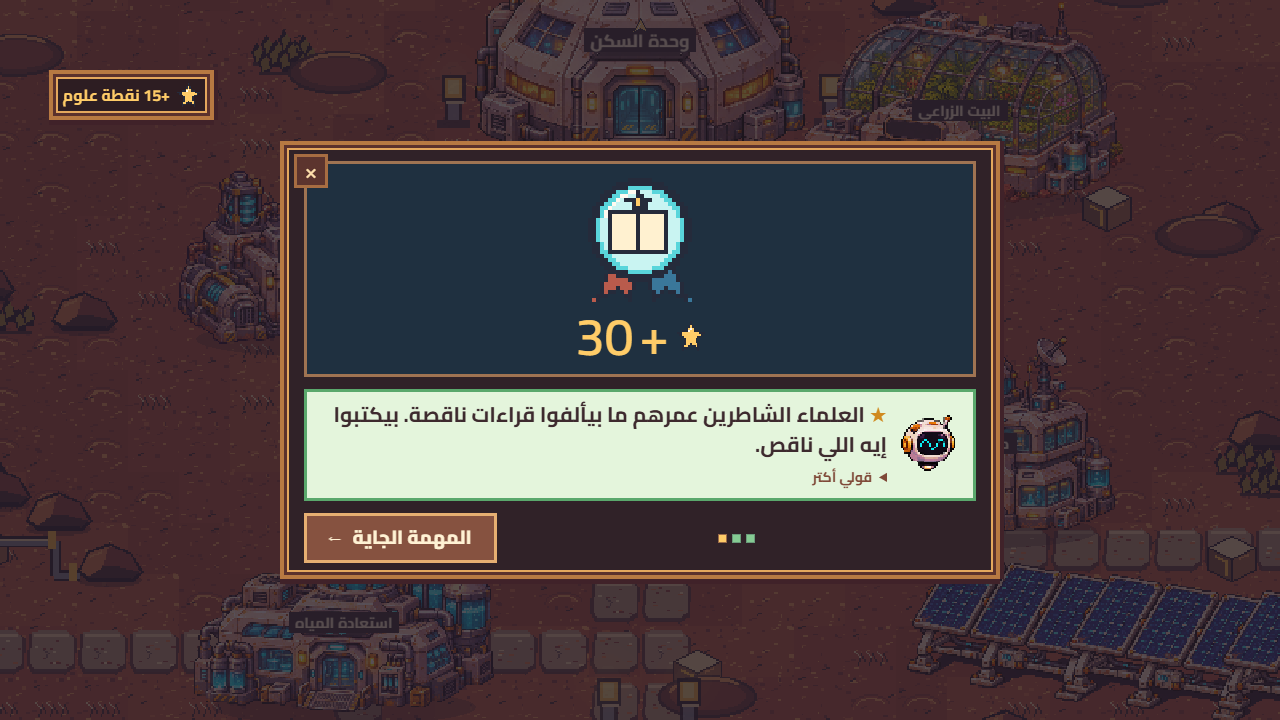 وحدة السكن
+15 نقطة علوم
البيت الزراعي
×
30+
★ العلماء الشاطرين عمرهم ما بيألفوا قراءات ناقصة. بيكتبوا
إيه اللي ناقص.
◀ قولي أكتر
المهمة الجاية ←
استعادة المياه